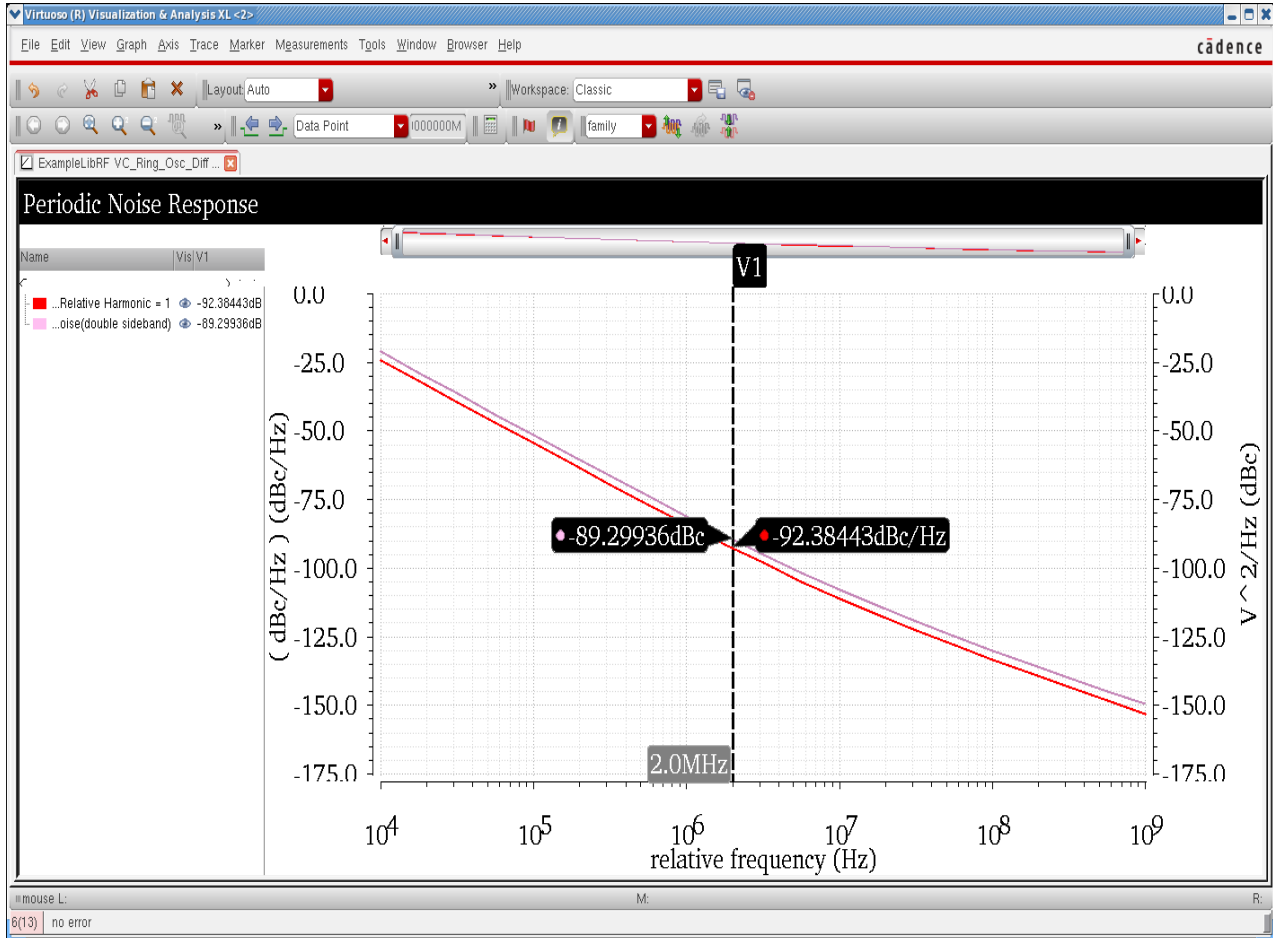 Virtuoso (R) Visualization & Analysis XL <2>
File Edit View Graph Axis Trace Marker Measurements Tools Window Browser Help
cādence
Layout: Auto » Workspace: Classic
» Data Point 000000M family
ExampleLibRF VC_Ring_Osc_Diff ...
Periodic Noise Response
Name Vis V1
...Relative Harmonic = 1 -92.38443dB
...oise(double sideband) -89.29936dB
V1
0.0 0.0
-25.0 -25.0
-50.0 -50.0
-75.0 -75.0
-89.29936dBc -92.38443dBc/Hz
-100.0 -100.0
-125.0 -125.0
-150.0 -150.0
-175.0 -175.0
( dBc/Hz ) (dBc/Hz)
V^2/Hz (dBc)
2.0MHz
10^4 10^5 10^6 10^7 10^8 10^9
relative frequency (Hz)
mouse L: M: R:
6(13) no error